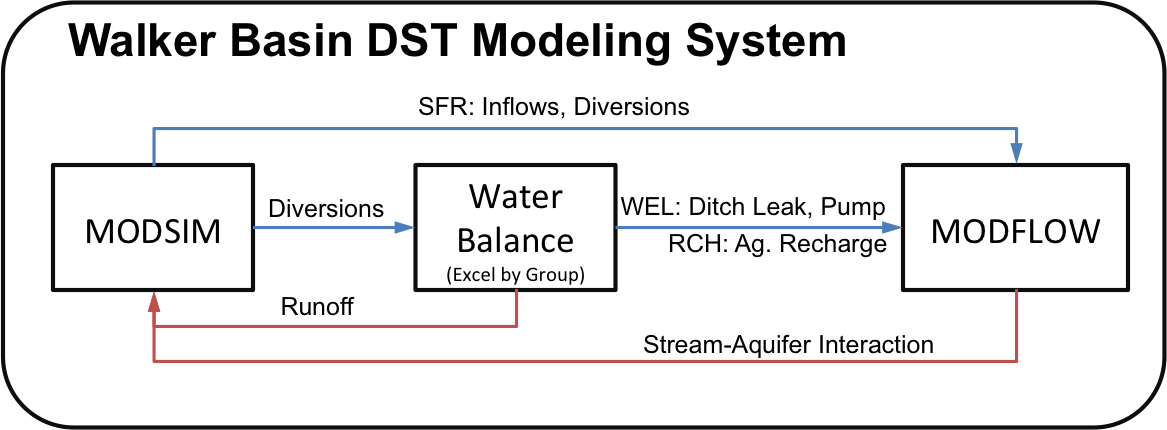 Walker Basin DST Modeling System
SFR: Inflows, Diversions
MODSIM
Diversions
Water
Balance
(Excel by Group)
WEL: Ditch Leak, Pump
RCH: Ag. Recharge
MODFLOW
Runoff
Stream-Aquifer Interaction